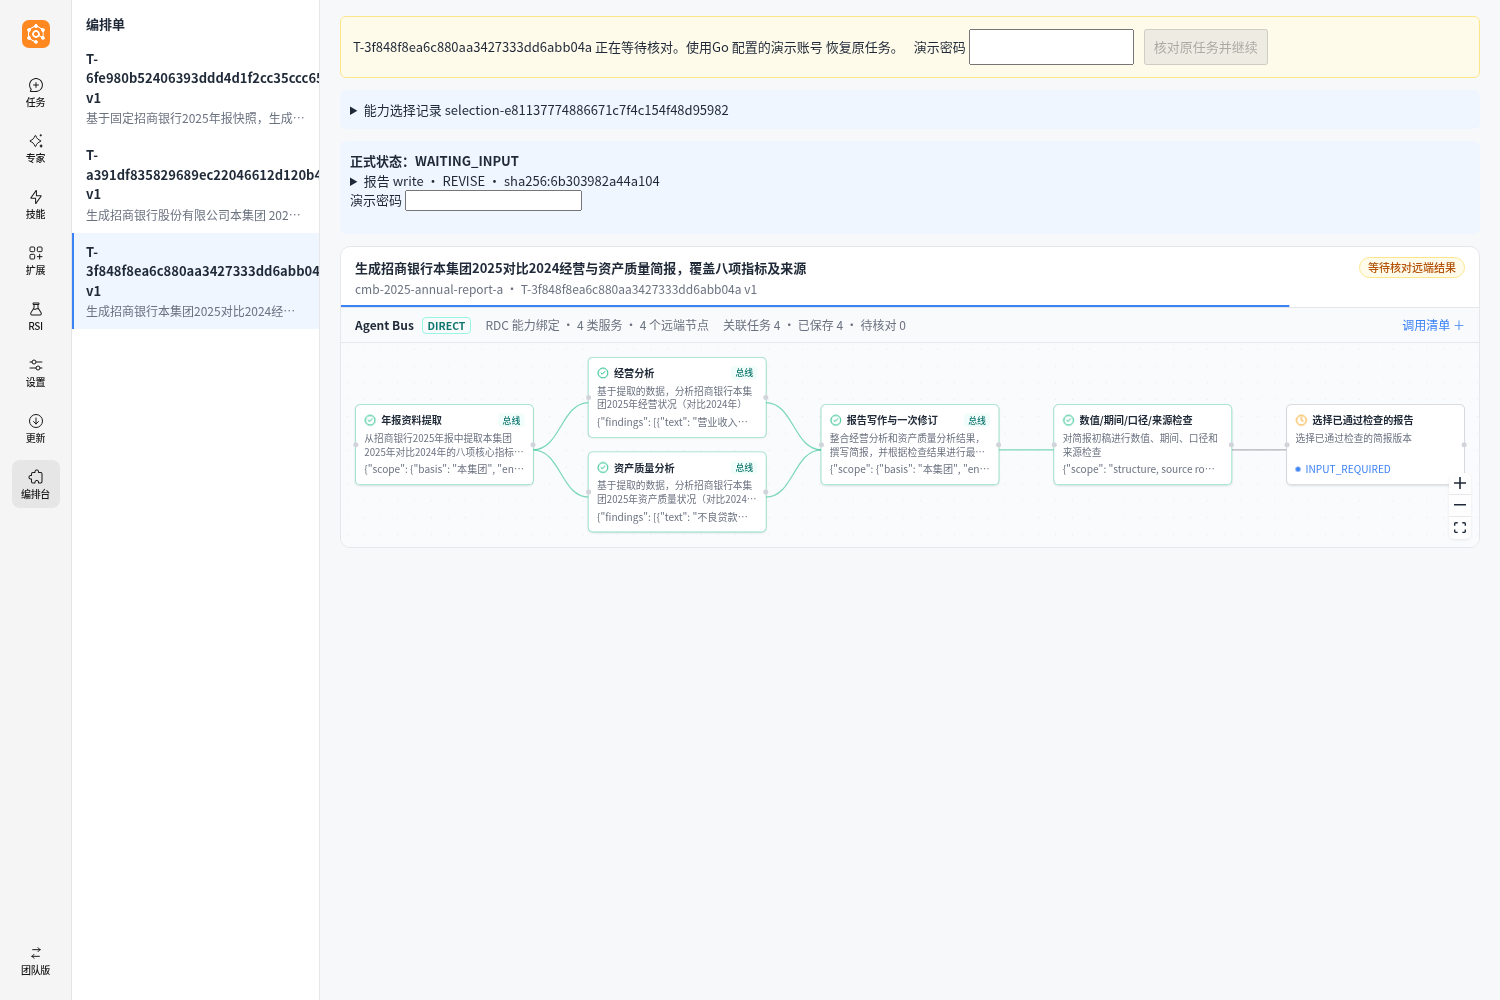 任务
专家
技能
扩展
RSI
设置
更新
编排台
团队版
编排单
T-
6fe980b52406393ddd4d1f2cc35ccc65
v1
基于固定招商银行2025年报快照，生成…
T-
a391df835829689ec22046612d120b4
v1
生成招商银行股份有限公司本集团 202…
T-
3f848f8ea6c880aa3427333dd6abb04
v1
生成招商银行本集团2025对比2024经…
T-3f848f8ea6c880aa3427333dd6abb04a 正在等待核对。使用Go 配置的演示账号 恢复原任务。 演示密码 核对原任务并继续
▶ 能力选择记录 selection-e81137774886671c7f4c154f48d95982
正式状态：WAITING_INPUT
▶ 报告 write · REVISE · sha256:6b303982a44a104
演示密码
生成招商银行本集团2025对比2024经营与资产质量简报，覆盖八项指标及来源
等待核对远端结果
cmb-2025-annual-report-a · T-3f848f8ea6c880aa3427333dd6abb04a v1
Agent Bus DIRECT RDC 能力绑定 · 4 类服务 · 4 个远端节点 关联任务 4 · 已保存 4 · 待核对 0 调用清单 +
年报资料提取 总线
从招商银行2025年报中提取本集团
2025年对比2024年的八项核心指标…
{"scope": {"basis": "本集团", "en…
经营分析 总线
基于提取的数据，分析招商银行本集
团2025年经营状况（对比2024年）
{"findings": [{"text": "营业收入…
资产质量分析 总线
基于提取的数据，分析招商银行本集
团2025年资产质量状况（对比2024…
{"findings": [{"text": "不良贷款…
报告写作与一次修订 总线
整合经营分析和资产质量分析结果，
撰写简报，并根据检查结果进行最…
{"scope": {"basis": "本集团", "en…
数值/期间/口径/来源检查
对简报初稿进行数值、期间、口径和
来源检查
{"scope": "structure, source ro…
选择已通过检查的报告
选择已通过检查的简报版本
INPUT_REQUIRED